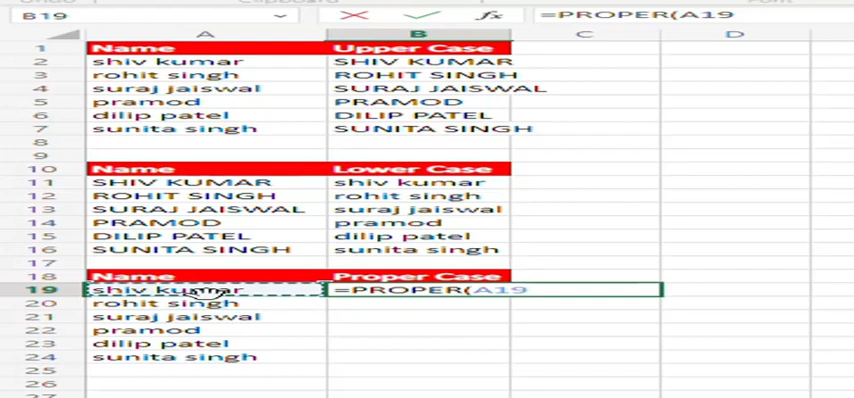 B19 fx =PROPER(A19
A B C D
1 Name Upper Case
2 shiv kumar SHIV KUMAR
3 rohit singh ROHIT SINGH
4 suraj jaiswal SURAJ JAISWAL
5 pramod PRAMOD
6 dilip patel DILIP PATEL
7 sunita singh SUNITA SINGH
8
9
10 Name Lower Case
11 SHIV KUMAR shiv kumar
12 ROHIT SINGH rohit singh
13 SURAJ JAISWAL suraj jaiswal
14 PRAMOD pramod
15 DILIP PATEL dilip patel
16 SUNITA SINGH sunita singh
17
18 Name Proper Case
19 shiv kumar =PROPER(A19
20 rohit singh
21 suraj jaiswal
22 pramod
23 dilip patel
24 sunita singh
25
26
27